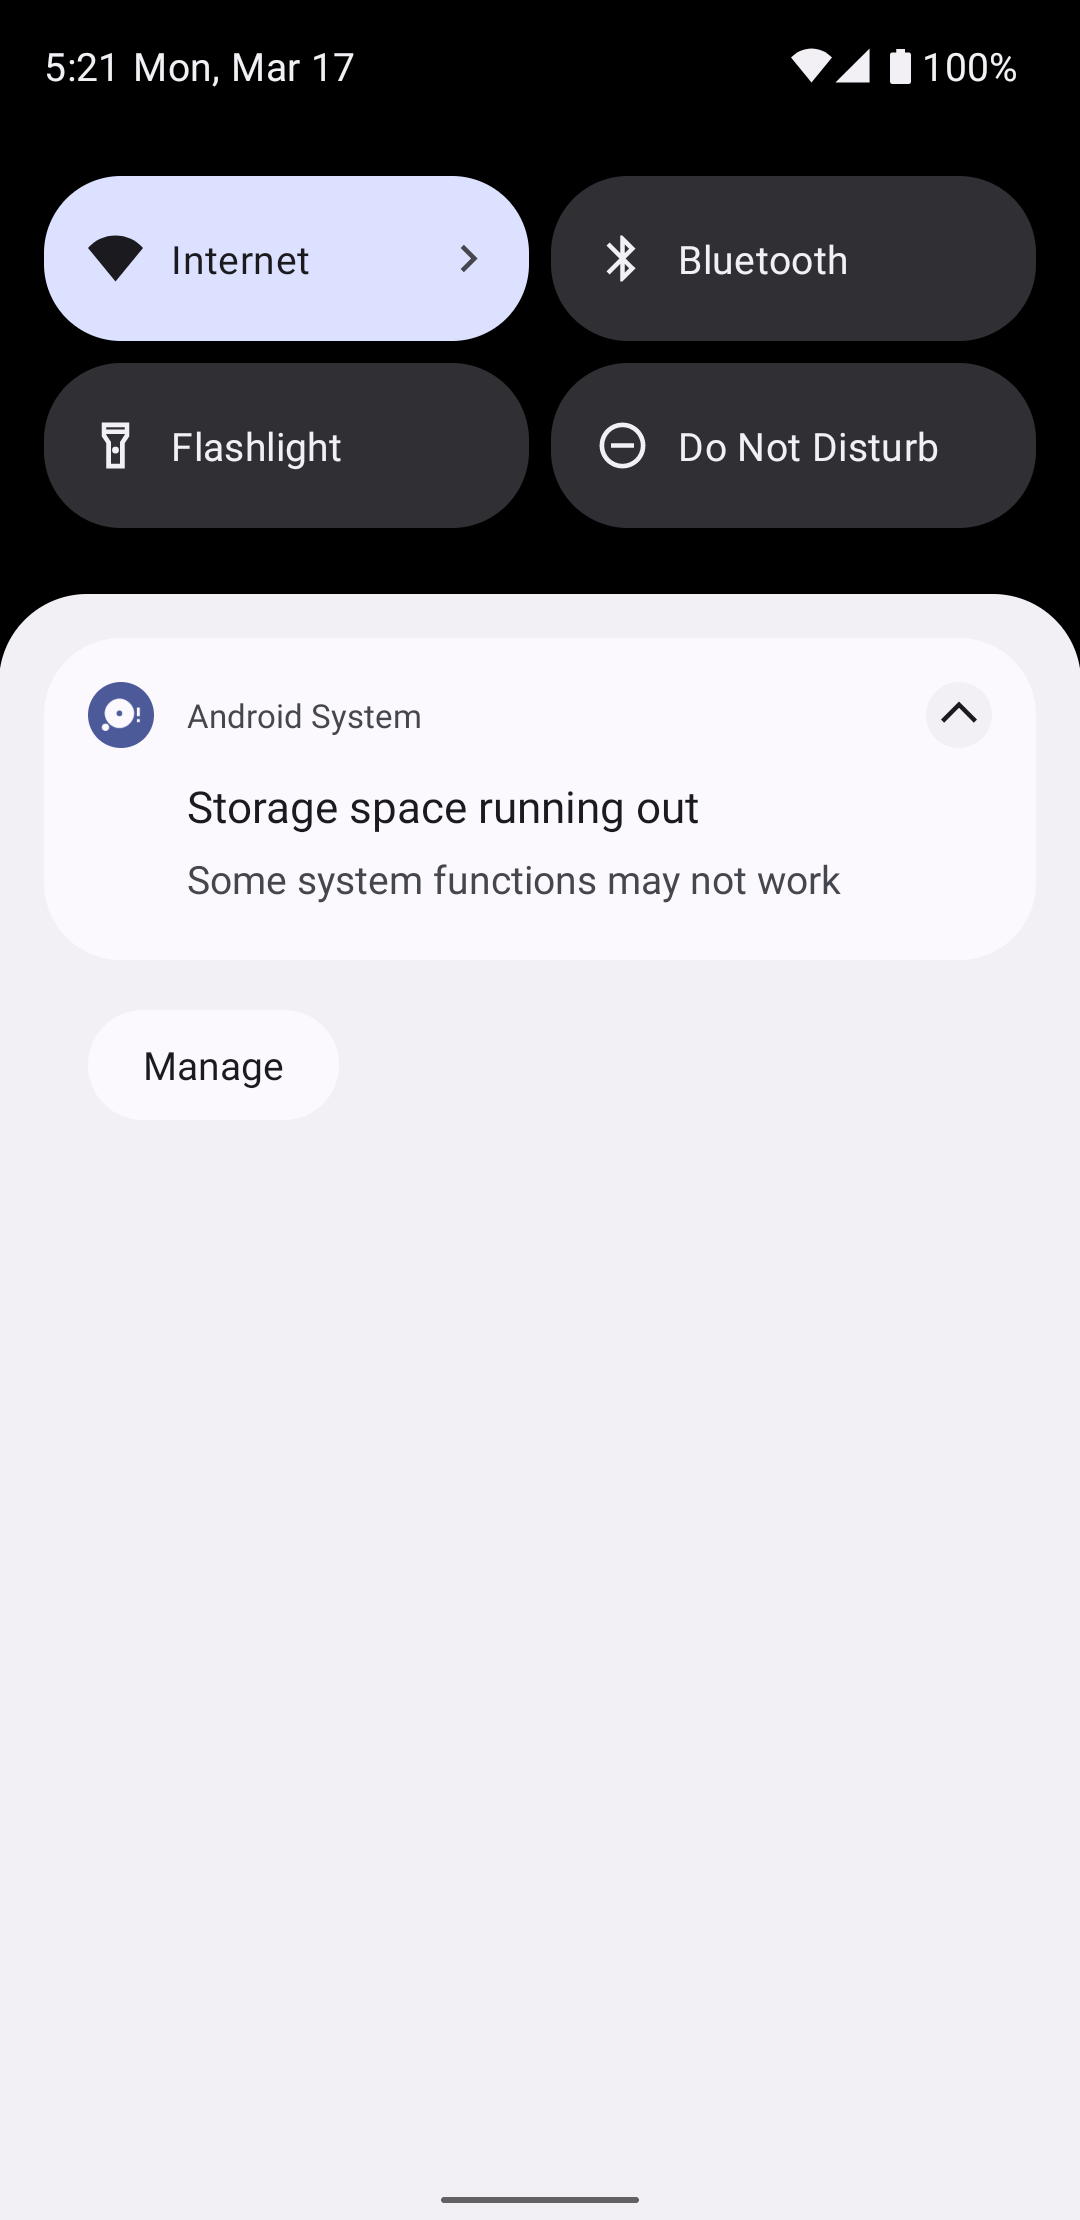 5:21 Mon, Mar 17 100%
Internet Bluetooth
Flashlight Do Not Disturb
Android System
Storage space running out
Some system functions may not work
Manage